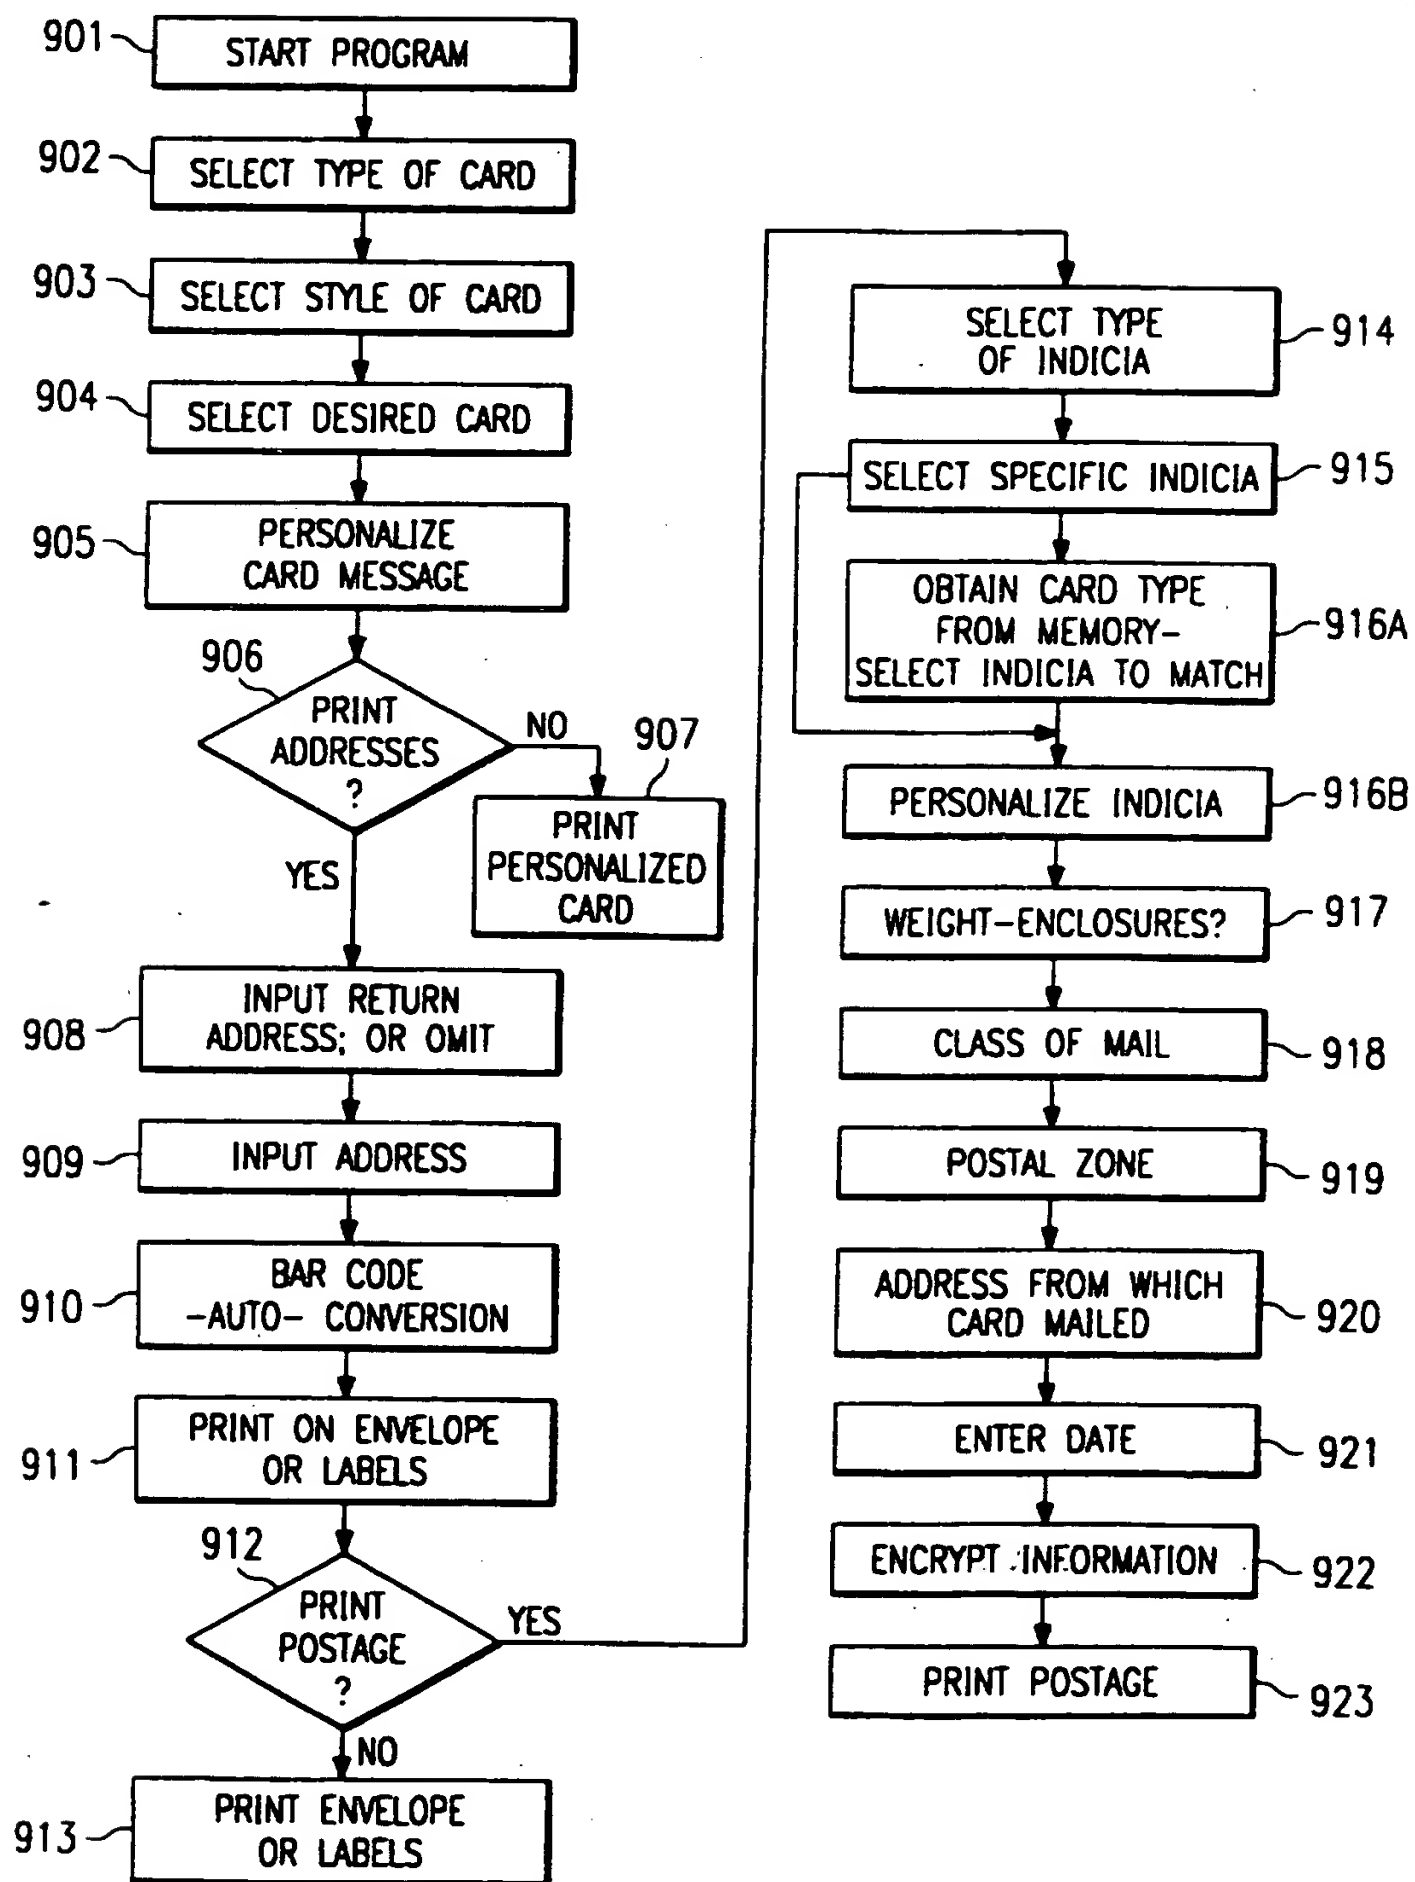 901
START PROGRAM
902
SELECT TYPE OF CARD
903
SELECT STYLE OF CARD
904
SELECT DESIRED CARD
905
PERSONALIZE
CARD MESSAGE
906
PRINT
ADDRESSES
?
NO
907
PRINT
PERSONALIZED
CARD
YES
908
INPUT RETURN
ADDRESS; OR OMIT
909
INPUT ADDRESS
910
BAR CODE
-AUTO- CONVERSION
911
PRINT ON ENVELOPE
OR LABELS
912
PRINT
POSTAGE
?
YES
NO
913
PRINT ENVELOPE
OR LABELS
SELECT TYPE
OF INDICIA
914
SELECT SPECIFIC INDICIA
915
OBTAIN CARD TYPE
FROM MEMORY-
SELECT INDICIA TO MATCH
916A
PERSONALIZE INDICIA
916B
WEIGHT-ENCLOSURES?
917
CLASS OF MAIL
918
POSTAL ZONE
919
ADDRESS FROM WHICH
CARD MAILED
920
ENTER DATE
921
ENCRYPT INFORMATION
922
PRINT POSTAGE
923